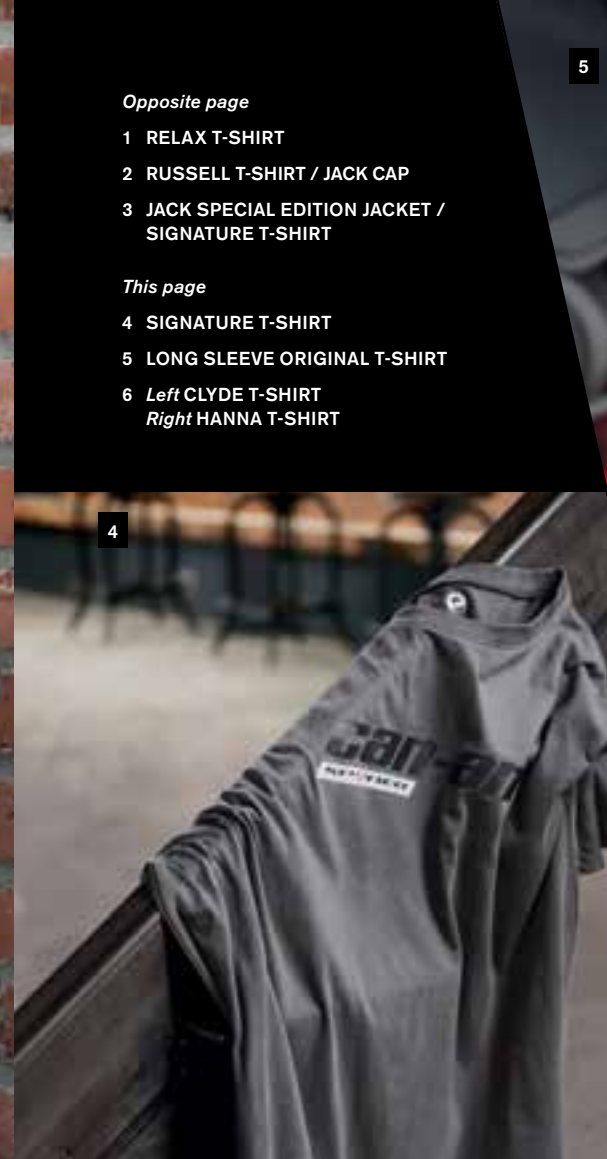 5
Opposite page
1 RELAX T-SHIRT
2 RUSSELL T-SHIRT / JACK CAP
3 JACK SPECIAL EDITION JACKET /
SIGNATURE T-SHIRT
This page
4 SIGNATURE T-SHIRT
5 LONG SLEEVE ORIGINAL T-SHIRT
6 Left CLYDE T-SHIRT
Right HANNA T-SHIRT
4
can-am